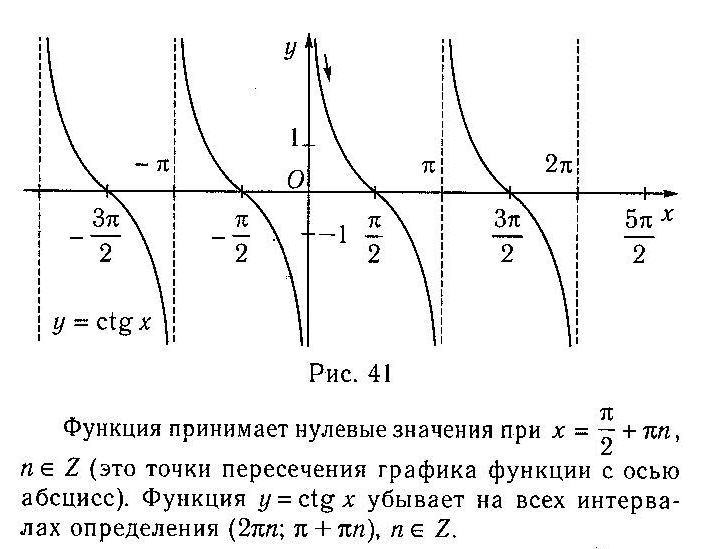 y
1
− π
O
π
2π
− 3π/2
− π/2
−1
π/2
3π/2
5π/2
x
y = ctg x
Рис. 41
Функция принимает нулевые значения при x = π/2 + πn,
n ∈ Z (это точки пересечения графика функции с осью
абсцисс). Функция y = ctg x убывает на всех интерва-
лах определения (2πn; π + πn), n ∈ Z.